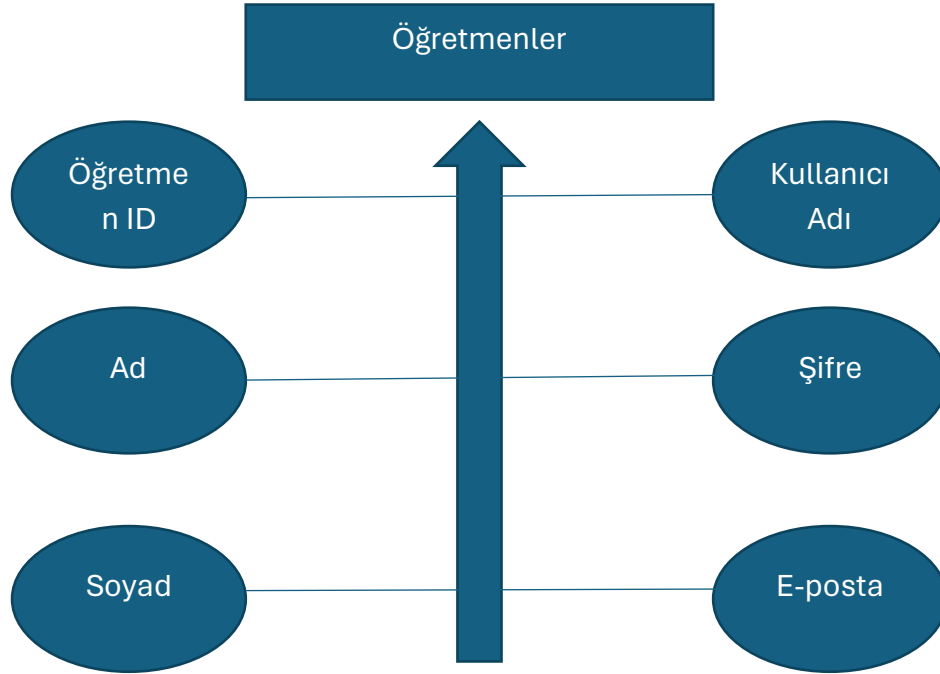 Öğretmenler
Öğretme
n ID
Kullanıcı
Adı
Ad
Şifre
Soyad
E-posta